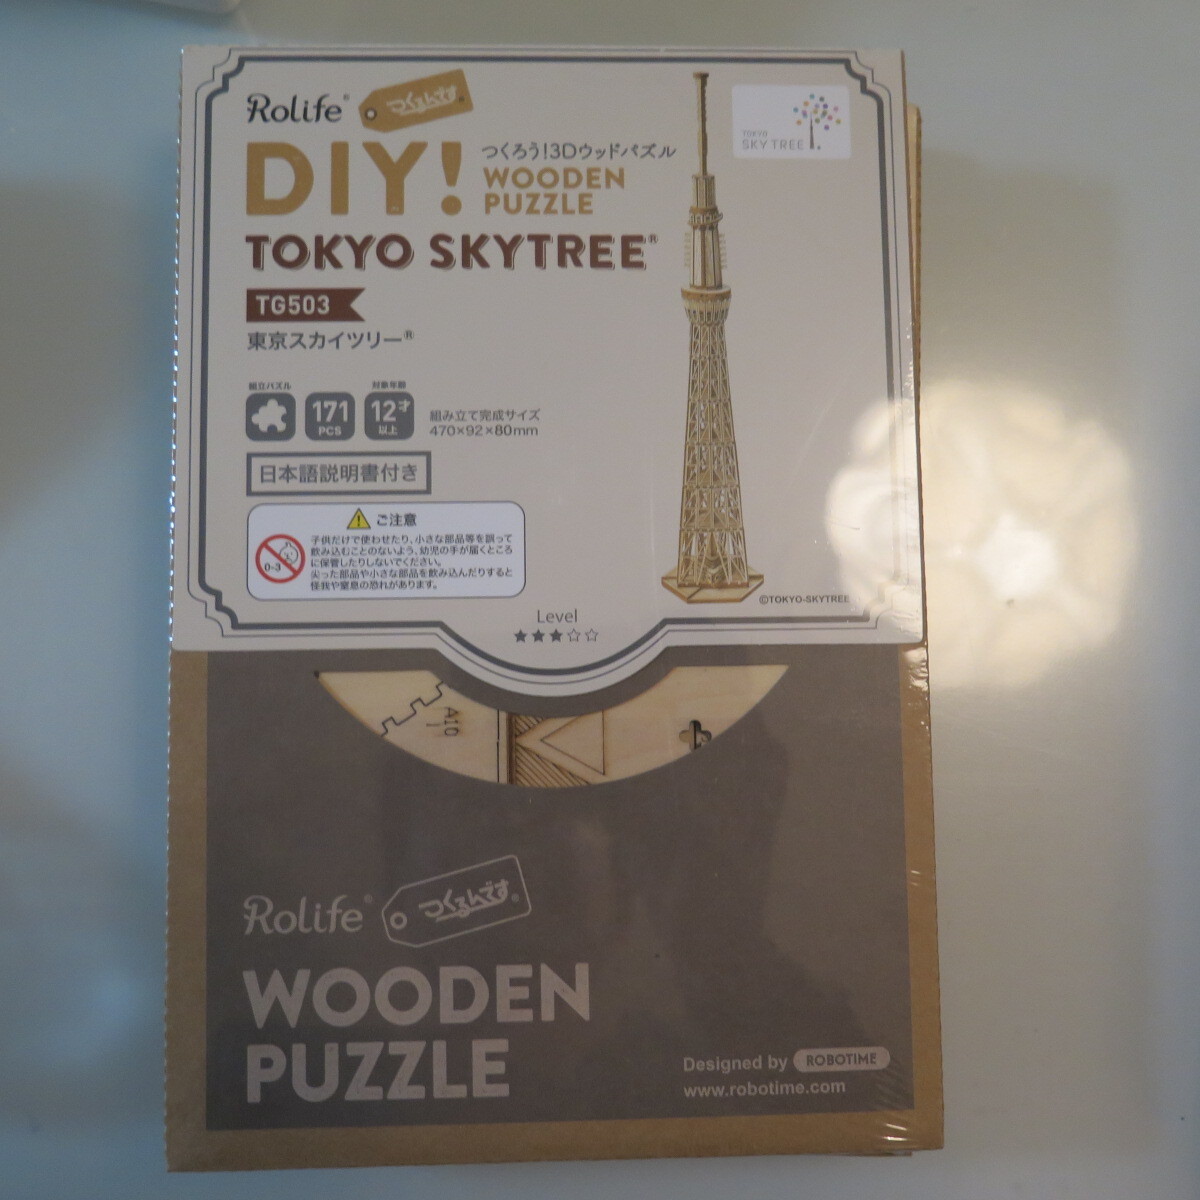 Rolife® つくるんです®
DIY! つくろう!3Dウッドパズル
WOODEN
PUZZLE
TOKYO SKYTREE®
TG503
東京スカイツリー®
TOKYO
SKY TREE
組立パズル
対象年齢
171
PCS
12才
以上
組み立て完成サイズ
470×92×80mm
日本語説明書付き
ご注意
0-3
子供だけで使わせたり、小さな部品等を誤って
飲み込むことのないよう、幼児の手が届くところ
に保管したりしないでください。
尖った部品や小さな部品を飲み込んだりすると
怪我や窒息の恐れがあります。
©TOKYO-SKYTREE
Level
★★★☆☆
A10
Rolife® つくるんです®
WOODEN
PUZZLE
Designed by ROBOTIME
www.robotime.com